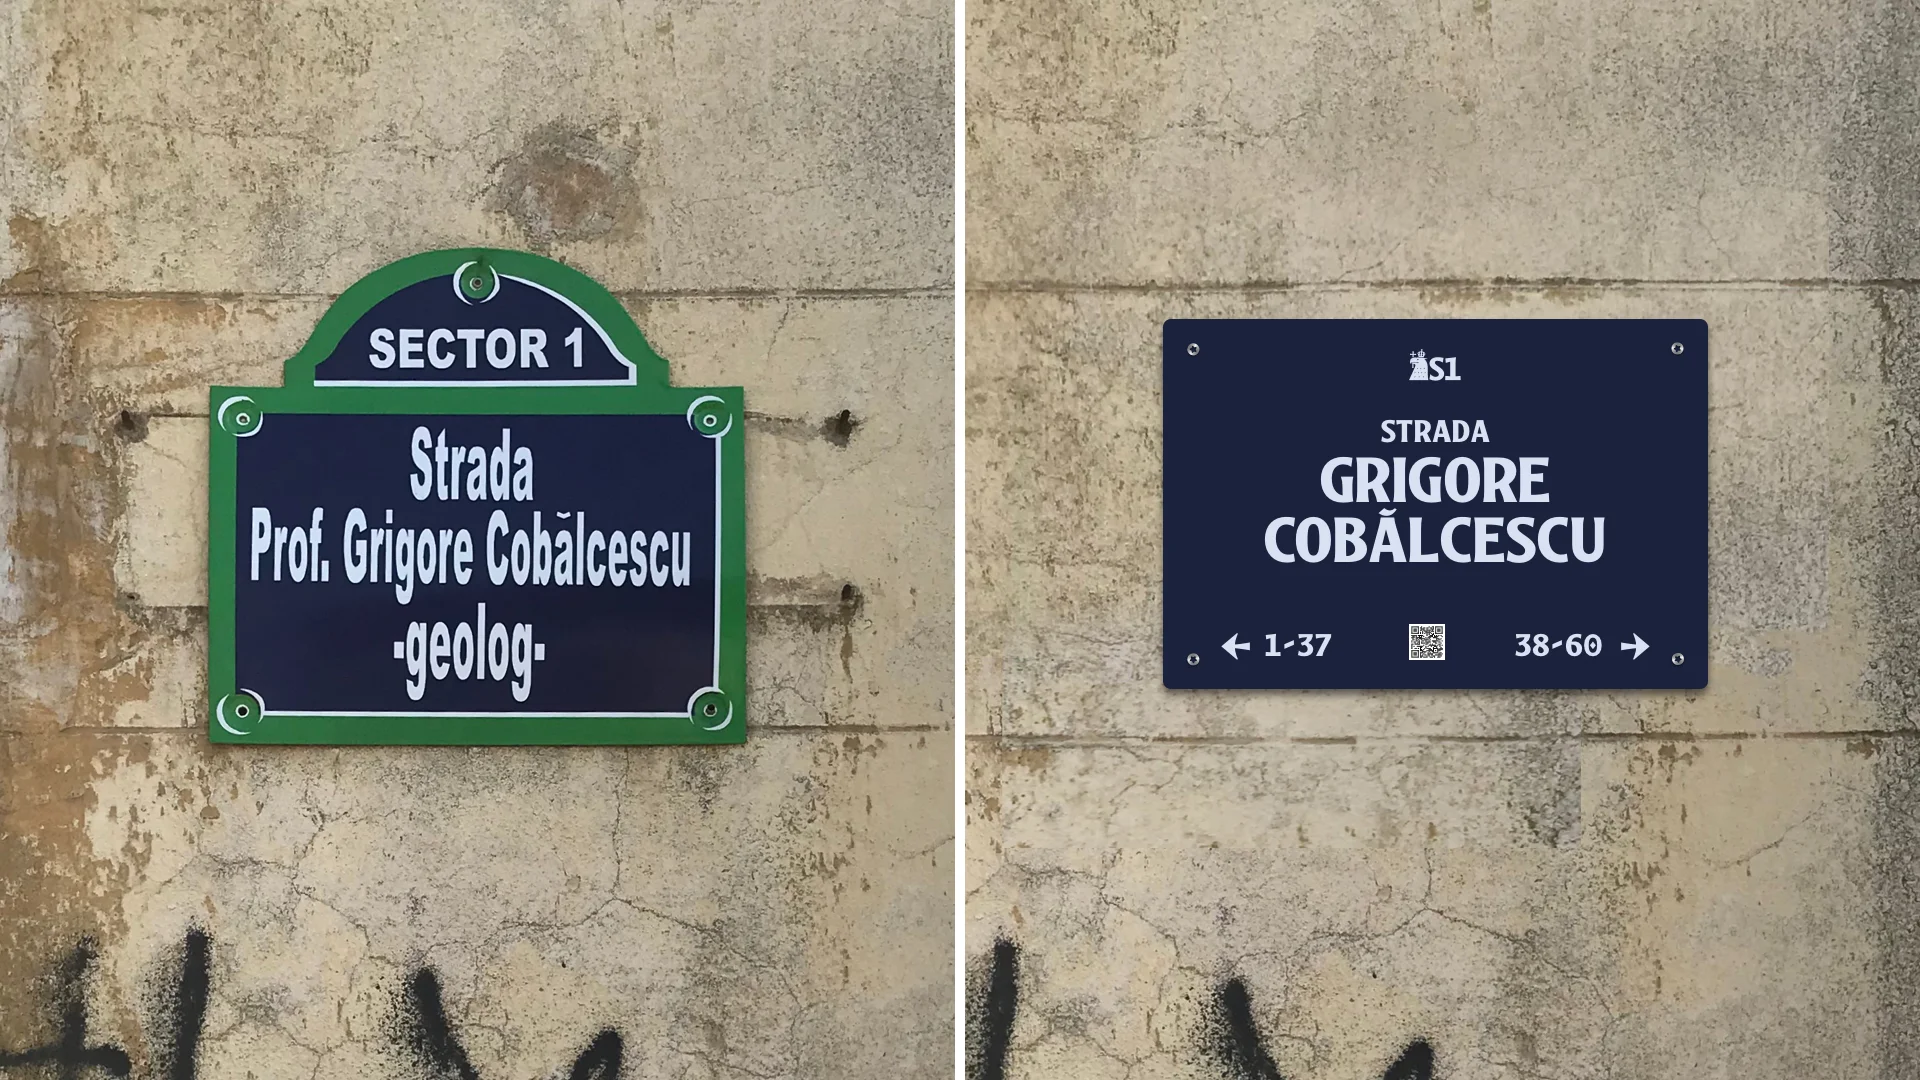 SECTOR 1
Strada
Prof. Grigore Cobălcescu
-geolog-
S1
STRADA
GRIGORE
COBĂLCESCU
← 1-37
38-60 →